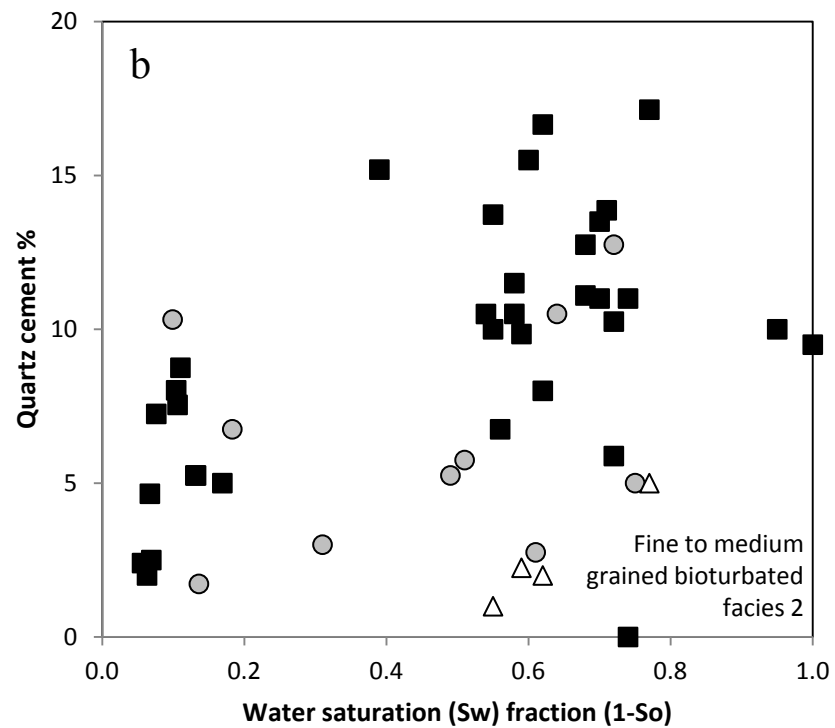 b
20
15
10
5
0
Quartz cement %
Fine to medium
grained bioturbated
facies 2
0.0 0.2 0.4 0.6 0.8 1.0
Water saturation (Sw) fraction (1-So)